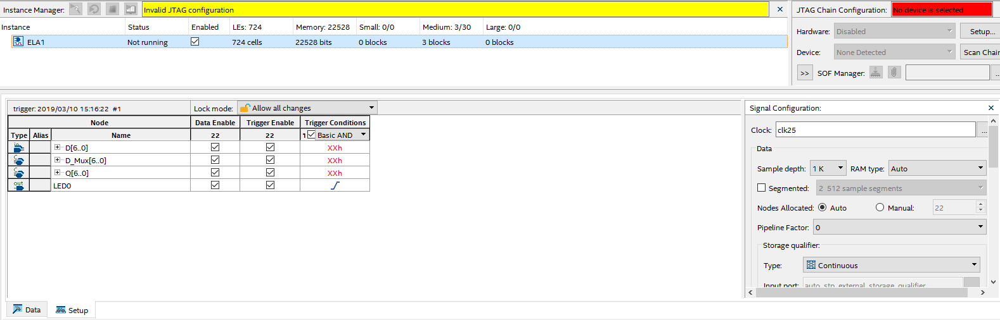 Instance Manager: Invalid JTAG configuration
JTAG Chain Configuration: No device is selected
Instance Status Enabled LEs: 724 Memory: 22528 Small: 0/0 Medium: 3/30 Large: 0/0
ELA1 Not running 724 cells 22528 bits 0 blocks 3 blocks 0 blocks
Hardware: Disabled Setup...
Device: None Detected Scan Chain
>> SOF Manager: ...
trigger: 2019/03/10 15:16:22 #1 Lock mode: Allow all changes
Node Data Enable Trigger Enable Trigger Conditions
Type Alias Name 22 22 1 Basic AND
in D[6..0] XXh
C D_Mux[6..0] XXh
C Q[6..0] XXh
out LED0
Signal Configuration:
Clock: clk25 ...
Data
Sample depth: 1 K RAM type: Auto
Segmented: 2 512 sample segments
Nodes Allocated: Auto Manual: 22
Pipeline Factor: 0
Storage qualifier:
Type: Continuous
Input port: auto_stp_external_storage_qualifier
Data Setup